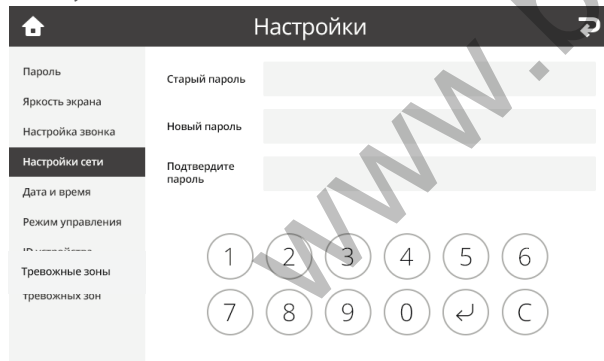 Настройки
Пароль
Яркость экрана
Настройка звонка
Настройки сети
Дата и время
Режим управления
Тревожные зоны
тревожных зон
Старый пароль
Новый пароль
Подтвердите
пароль
1 2 3 4 5 6
7 8 9 0 C
www.